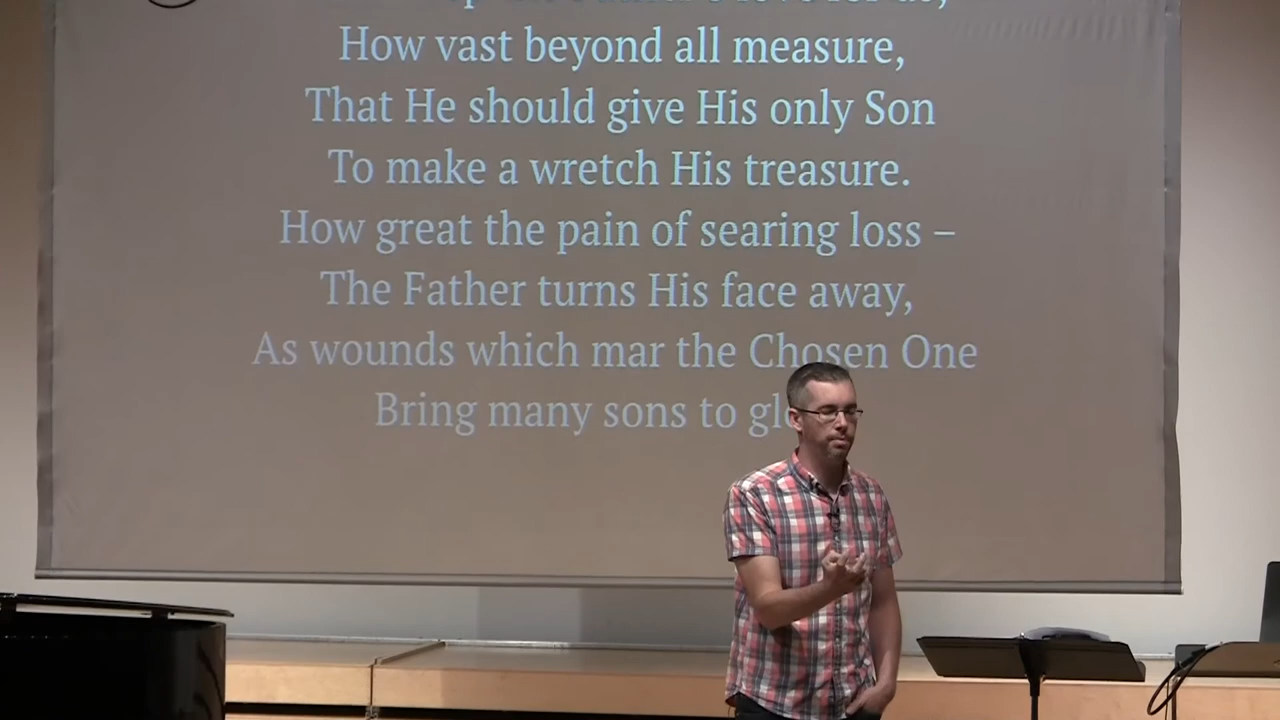 How vast beyond all measure,
That He should give His only Son
To make a wretch His treasure.
How great the pain of searing loss –
The Father turns His face away,
As wounds which mar the Chosen One
Bring many sons to gl